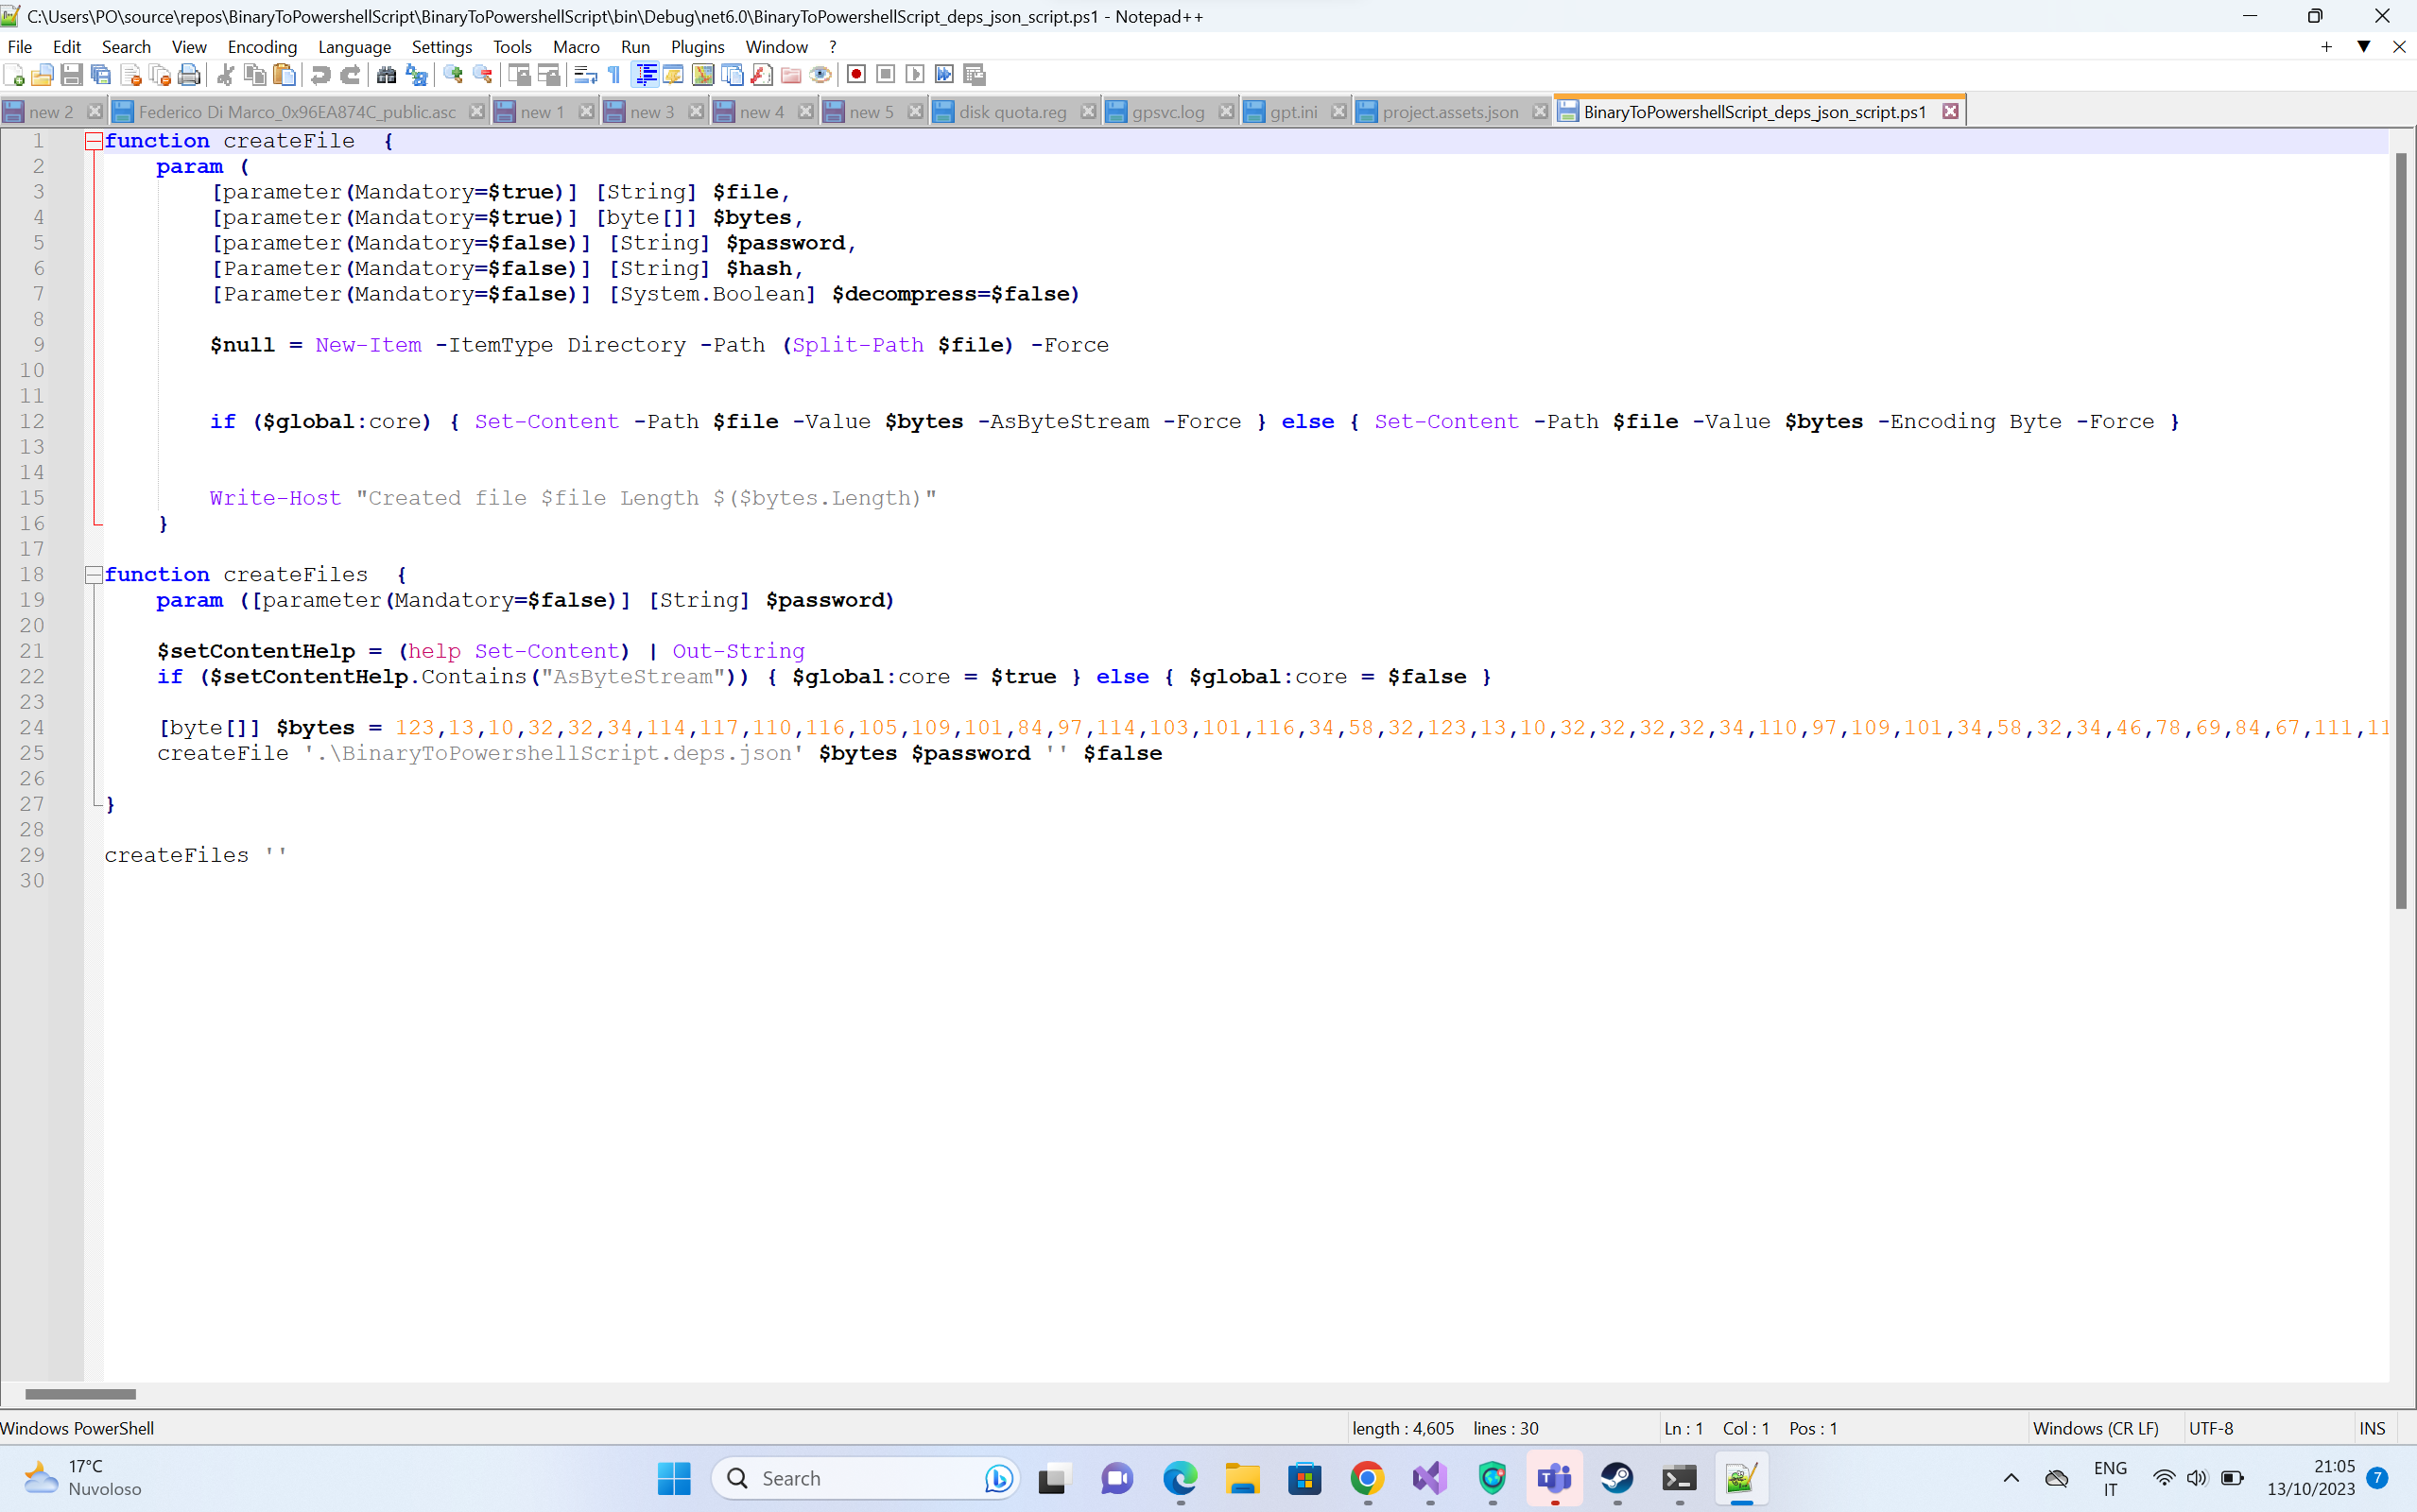 C:\Users\PO\source\repos\BinaryToPowershellScript\BinaryToPowershellScript\bin\Debug\net6.0\BinaryToPowershellScript_deps_json_script.ps1 - Notepad++
File Edit Search View Encoding Language Settings Tools Macro Run Plugins Window ?
new 2 Federico Di Marco_0x96EA874C_public.asc new 1 new 3 new 4 new 5 disk quota.reg gpsvc.log gpt.ini project.assets.json BinaryToPowershellScript_deps_json_script.ps1
1 function createFile  {
2     param (
3         [parameter(Mandatory=$true)] [String] $file,
4         [parameter(Mandatory=$true)] [byte[]] $bytes,
5         [parameter(Mandatory=$false)] [String] $password,
6         [Parameter(Mandatory=$false)] [String] $hash,
7         [Parameter(Mandatory=$false)] [System.Boolean] $decompress=$false)
8
9         $null = New-Item -ItemType Directory -Path (Split-Path $file) -Force
10
11
12         if ($global:core) { Set-Content -Path $file -Value $bytes -AsByteStream -Force } else { Set-Content -Path $file -Value $bytes -Encoding Byte -Force }
13
14
15         Write-Host "Created file $file Length $($bytes.Length)"
16     }
17
18 function createFiles  {
19     param ([parameter(Mandatory=$false)] [String] $password)
20
21     $setContentHelp = (help Set-Content) | Out-String
22     if ($setContentHelp.Contains("AsByteStream")) { $global:core = $true } else { $global:core = $false }
23
24     [byte[]] $bytes = 123,13,10,32,32,34,114,117,110,116,105,109,101,84,97,114,103,101,116,34,58,32,123,13,10,32,32,32,32,34,110,97,109,101,34,58,32,34,46,78,69,84,67,111,11
25     createFile '.\BinaryToPowershellScript.deps.json' $bytes $password '' $false
26
27 }
28
29 createFiles ''
30
Windows PowerShell length : 4,605 lines : 30 Ln : 1 Col : 1 Pos : 1 Windows (CR LF) UTF-8 INS
17°C
Nuvoloso
Search
ENG
IT
21:05
13/10/2023
7